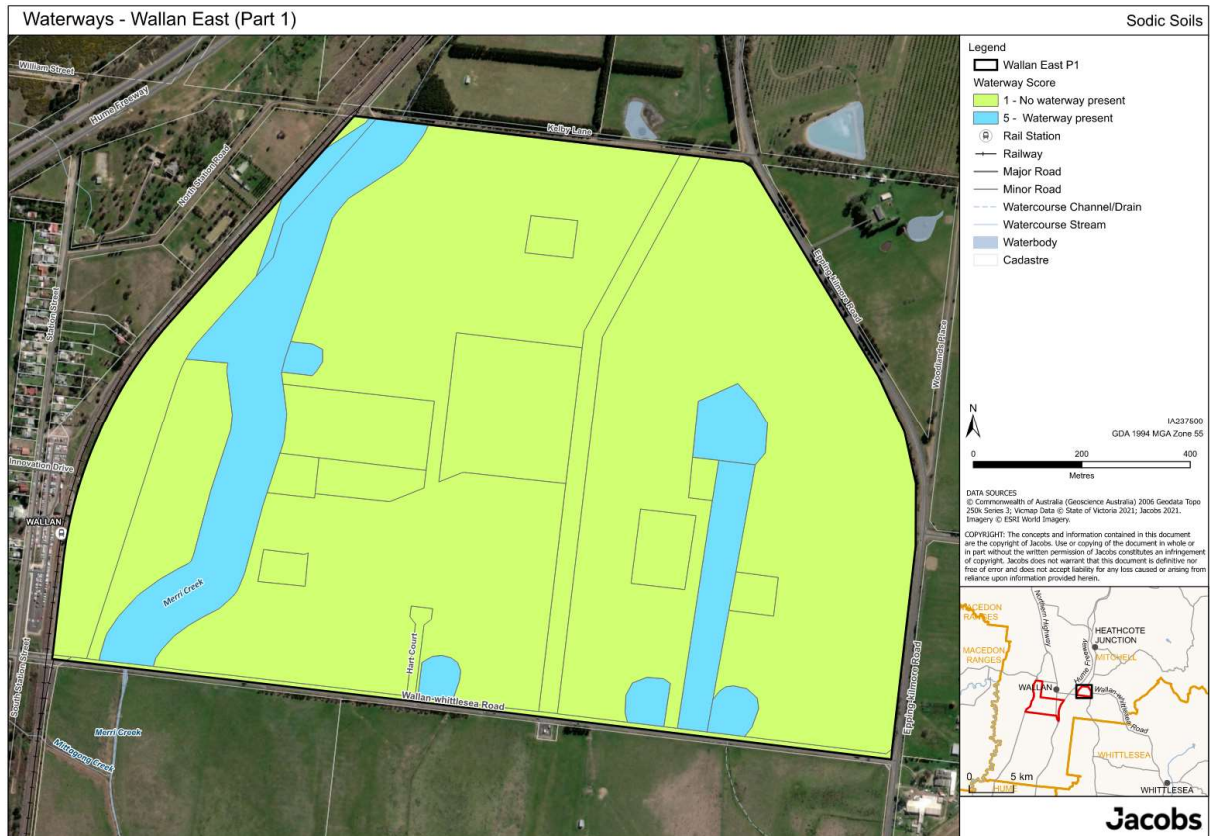 Waterways - Wallan East (Part 1)
Sodic Soils
William Street
Hume Freeway
North Station Road
Kelby Lane
Epping-kilmore Road
Woodlands Place
Station Street
Innovation Drive
WALLAN
Merri Creek
Hart Court
Wallan-whittlesea Road
Epping-kilmore Road
South Station Street
Merri Creek
Mittagong Creek
Legend
Wallan East P1
Waterway Score
1 - No waterway present
5 - Waterway present
Rail Station
Railway
Major Road
Minor Road
Watercourse Channel/Drain
Watercourse Stream
Waterbody
Cadastre
N
IA237500
GDA 1994 MGA Zone 55
0 200 400
Metres
DATA SOURCES
© Commonwealth of Australia (Geoscience Australia) 2006 Geodata Topo
250k Series 3; Vicmap Data © State of Victoria 2021; Jacobs 2021.
Imagery © ESRI World Imagery.
COPYRIGHT: The concepts and information contained in this document
are the copyright of Jacobs. Use or copying of the document in whole or
in part without the written permission of Jacobs constitutes an infringement
of copyright. Jacobs does not warrant that this document is definitive nor
free of error and does not accept liability for any loss caused or arising from
reliance upon information provided herein.
MACEDON
RANGES
Northern Highway
HEATHCOTE
JUNCTION
MACEDON
RANGES
MITCHELL
Hume Freeway
WALLAN
Wallan-whittlesea Road
WHITTLESEA
0 5 km
HUME
WHITTLESEA
Jacobs